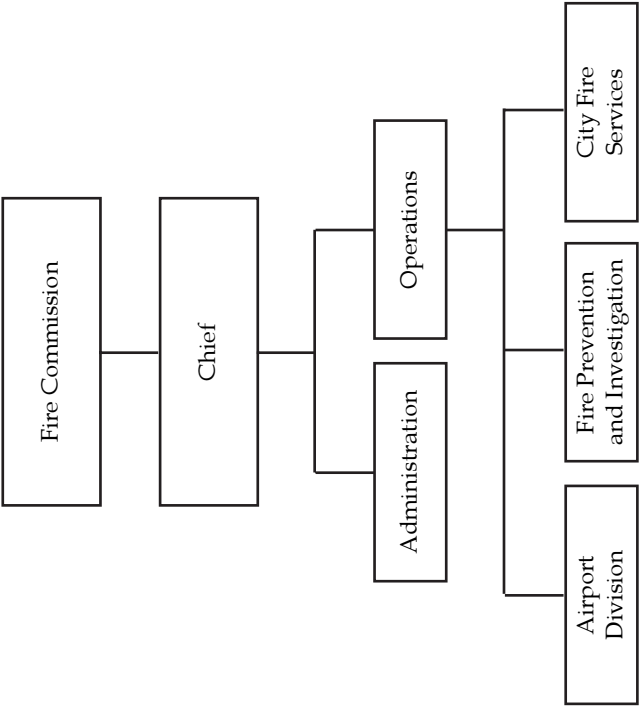 Fire Commission
Chief
Administration
Operations
Airport
Division
Fire Prevention
and Investigation
City Fire
Services